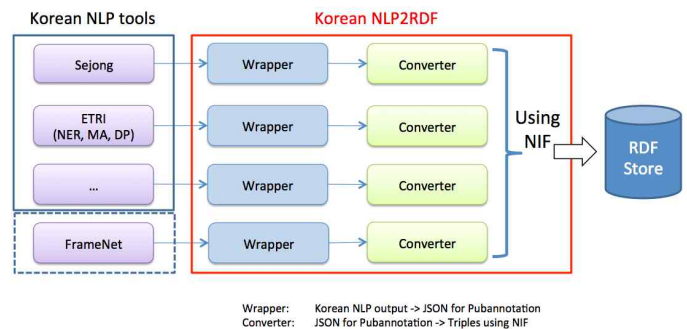 Korean NLP tools
Korean NLP2RDF
Sejong
Wrapper
Converter
ETRI
(NER, MA, DP)
Wrapper
Converter
...
Wrapper
Converter
FrameNet
Wrapper
Converter
Using
NIF
RDF
Store
Wrapper: Korean NLP output -> JSON for Pubannotation
Converter: JSON for Pubannotation -> Triples using NIF